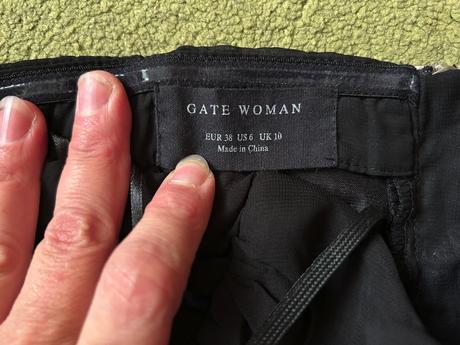 GATE WOMAN
EUR 38 US 6 UK 10
Made in China